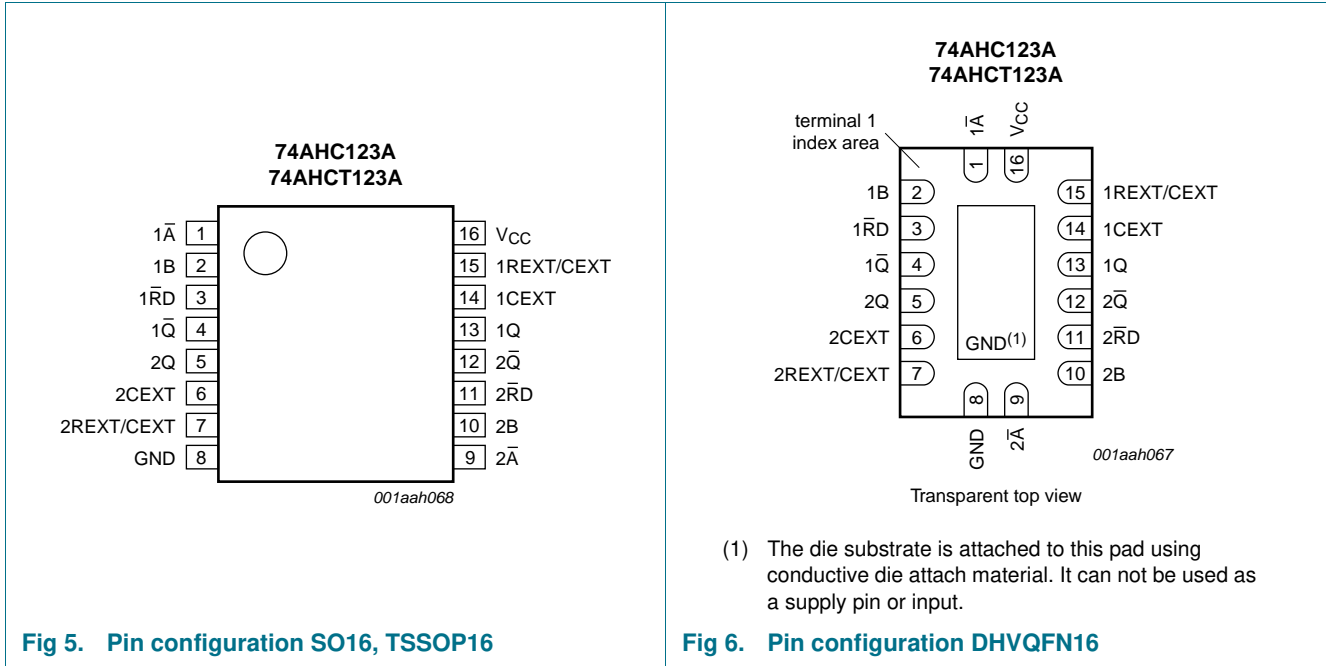 74AHC123A
74AHCT123A
1A̅ 1
1B 2
1R̅D 3
1Q̅ 4
2Q 5
2CEXT 6
2REXT/CEXT 7
GND 8
16 VCC
15 1REXT/CEXT
14 1CEXT
13 1Q
12 2Q̅
11 2R̅D
10 2B
9 2A̅
001aah068
Fig 5. Pin configuration SO16, TSSOP16
74AHC123A
74AHCT123A
terminal 1
index area
1A̅ 1
VCC 16
1B 2
1R̅D 3
1Q̅ 4
2Q 5
2CEXT 6
2REXT/CEXT 7
15 1REXT/CEXT
14 1CEXT
13 1Q
12 2Q̅
11 2R̅D
10 2B
GND(1)
GND 8
2A̅ 9
001aah067
Transparent top view
(1) The die substrate is attached to this pad using
conductive die attach material. It can not be used as
a supply pin or input.
Fig 6. Pin configuration DHVQFN16